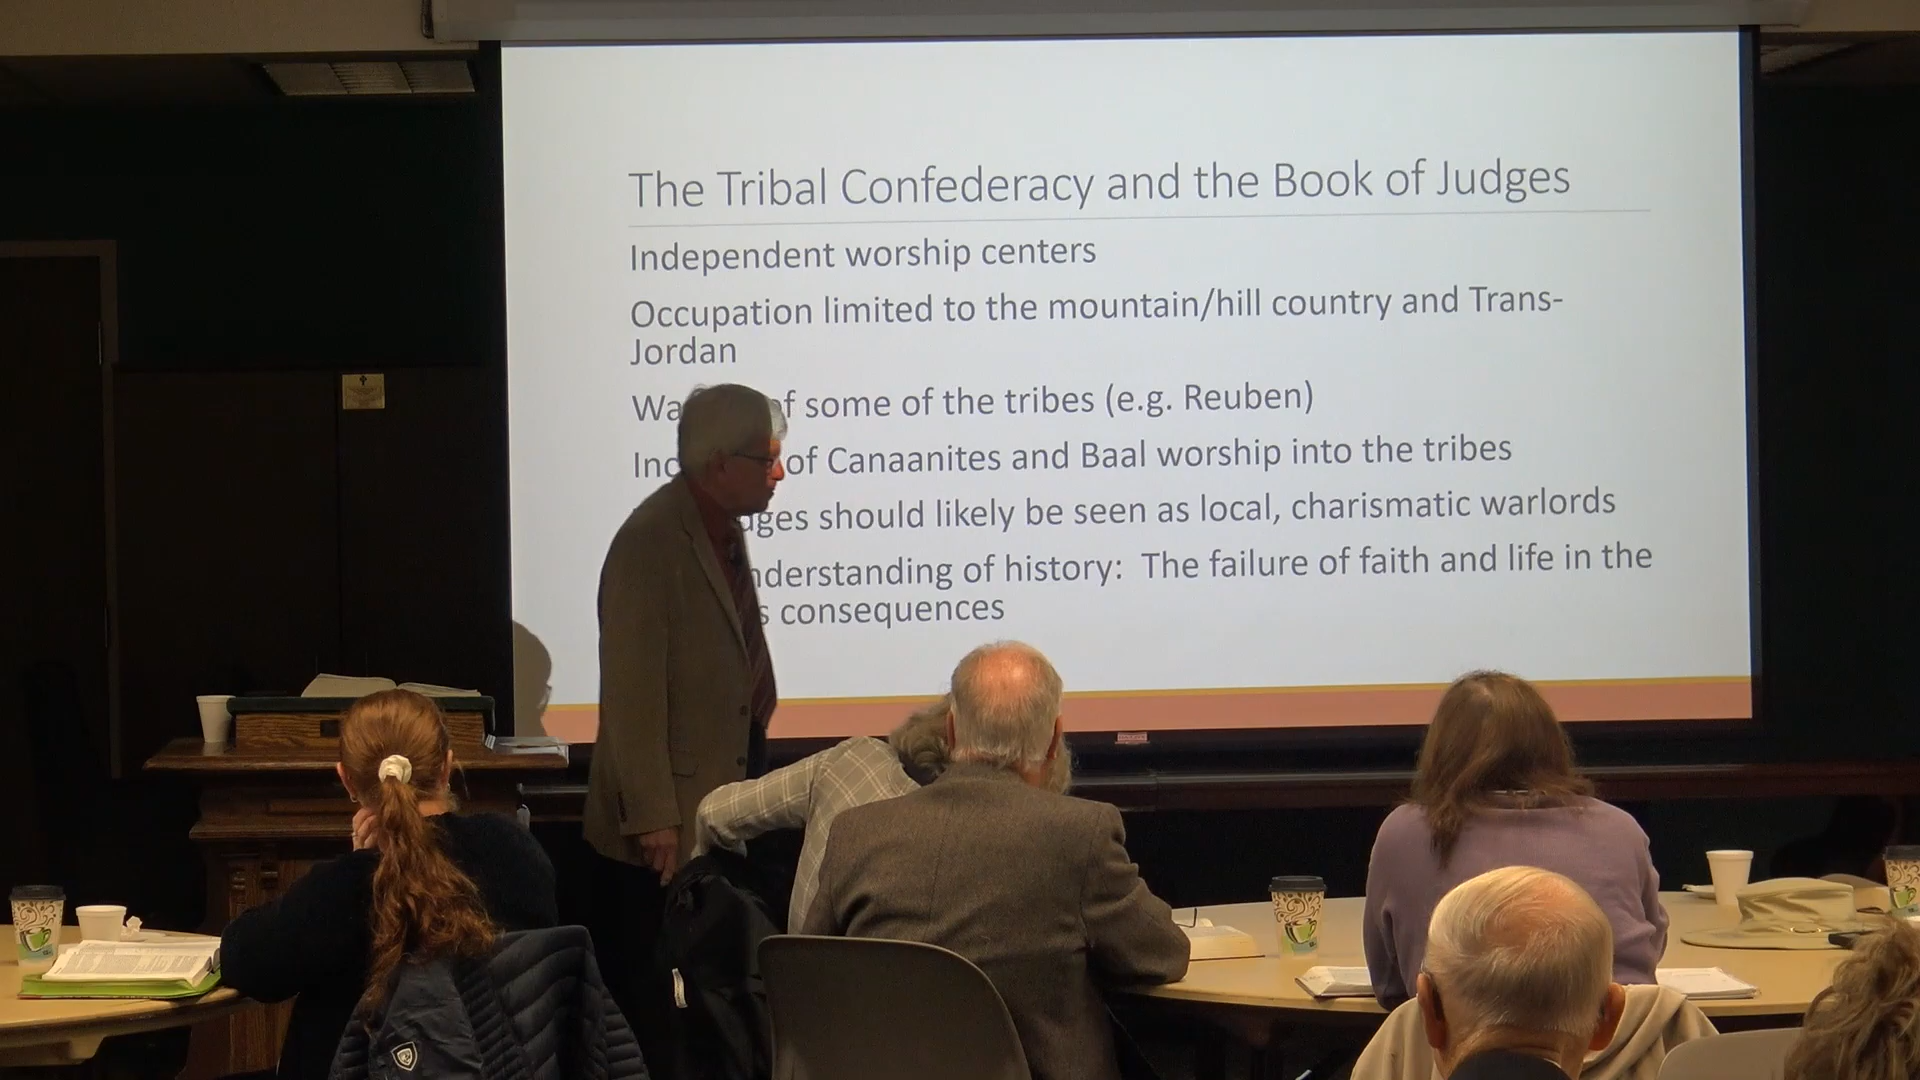 The Tribal Confederacy and the Book of Judges
Independent worship centers
Occupation limited to the mountain/hill country and Trans-
Jordan
of some of the tribes (e.g. Reuben)
of Canaanites and Baal worship into the tribes
should likely be seen as local, charismatic warlords
of history: The failure of faith and life in the
consequences